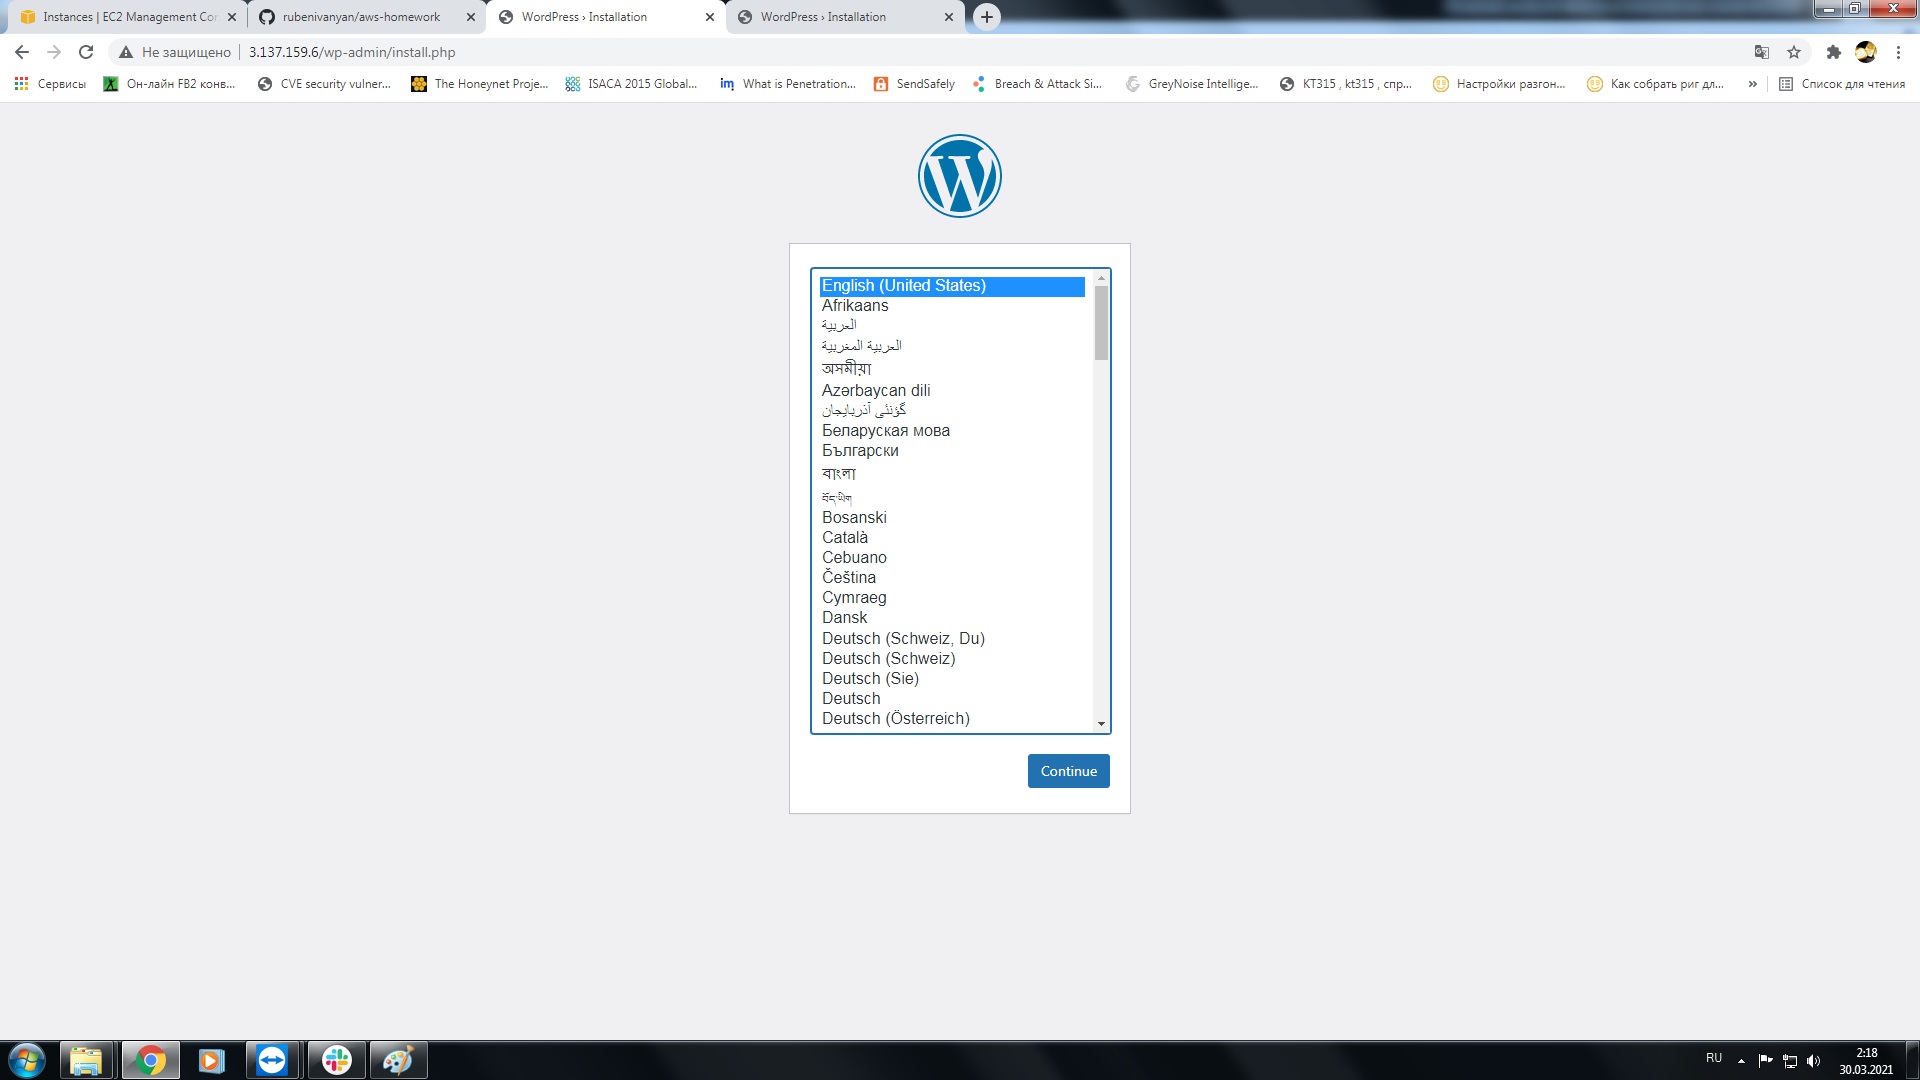 Instances | EC2 Management Con
rubenivanyan/aws-homework
WordPress › Installation
WordPress › Installation
Не защищено
3.137.159.6/wp-admin/install.php
Сервисы
Он-лайн FB2 конв...
CVE security vulner...
The Honeynet Proje...
ISACA 2015 Global...
im
What is Penetration...
SendSafely
Breach & Attack Si...
GreyNoise Intellige...
КТ315 , kt315 , спр...
Настройки разгон...
Как собрать риг дл...
»
Список для чтения
English (United States)
Afrikaans
العربية
العربية المغربية
অসমীয়া
Azərbaycan dili
گؤنئی آذربایجان
Беларуская мова
Български
বাংলা
བོད་ཡིག
Bosanski
Català
Cebuano
Čeština
Cymraeg
Dansk
Deutsch (Schweiz, Du)
Deutsch (Schweiz)
Deutsch (Sie)
Deutsch
Deutsch (Österreich)
Continue
RU
2:18
30.03.2021